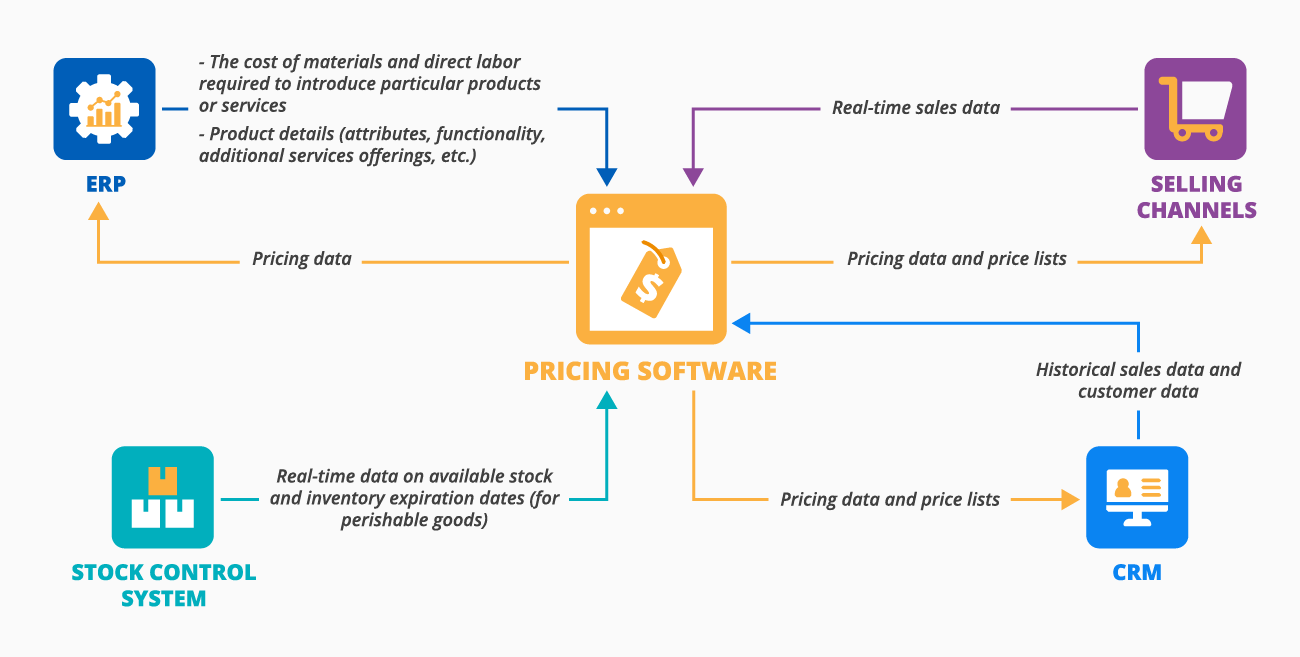 - The cost of materials and direct labor
required to introduce particular products
or services
- Product details (attributes, functionality,
additional services offerings, etc.)
ERP
Real-time sales data
SELLING
CHANNELS
Pricing data
Pricing data and price lists
PRICING SOFTWARE
$
Historical sales data and
customer data
Real-time data on available stock
and inventory expiration dates (for
perishable goods)
STOCK CONTROL
SYSTEM
Pricing data and price lists
CRM